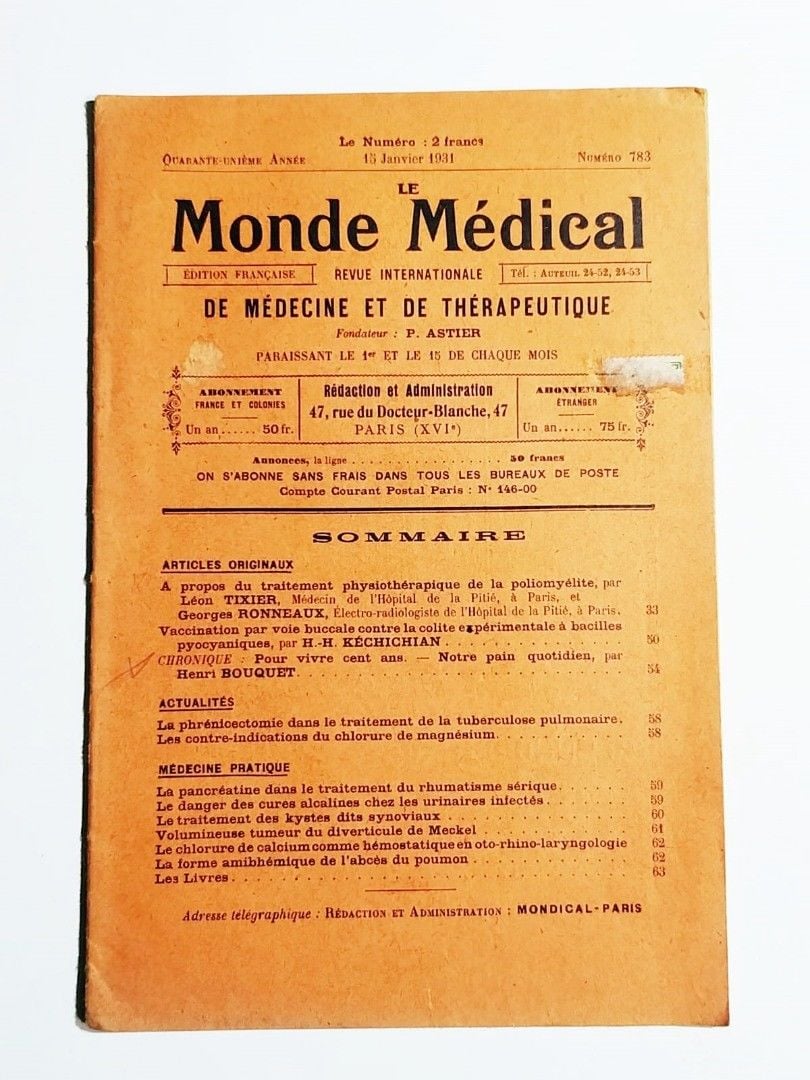 Le Numéro : 2 francs
QUARANTE-UNIÈME ANNÉE 15 Janvier 1931 NUMÉRO 783
LE
Monde Médical
ÉDITION FRANÇAISE REVUE INTERNATIONALE Tél. : AUTEUIL 24-52, 24-53
DE MÉDECINE ET DE THÉRAPEUTIQUE
Fondateur : P. ASTIER
PARAISSANT LE 1er ET LE 15 DE CHAQUE MOIS
ABONNEMENT
FRANCE ET COLONIES
Un an...... 50 fr.
Rédaction et Administration
47, rue du Docteur-Blanche, 47
PARIS (XVIe)
ABONNEMENT
ÉTRANGER
Un an...... 75 fr.
Annonces, la ligne . . . . . . . . . . . . . . . 50 francs
ON S'ABONNE SANS FRAIS DANS TOUS LES BUREAUX DE POSTE
Compte Courant Postal Paris : N° 146-00
SOMMAIRE
ARTICLES ORIGINAUX
A propos du traitement physiothérapique de la poliomyélite, par
Léon TIXIER, Médecin de l'Hôpital de la Pitié, à Paris, et
Georges RONNEAUX, Électro-radiologiste de l'Hôpital de la Pitié, à Paris. 33
Vaccination par voie buccale contre la colite expérimentale à bacilles
pyocyaniques, par H.-H. KÉCHICHIAN . . . . . . . . . . . . 50
CHRONIQUE : Pour vivre cent ans. — Notre pain quotidien, par
Henri BOUQUET. . . . . . . . . . . . . . . . . . . . . . 54
ACTUALITÉS
La phrénicectomie dans le traitement de la tuberculose pulmonaire. 58
Les contre-indications du chlorure de magnésium. . . . . . . . . . 58
MÉDECINE PRATIQUE
La pancréatine dans le traitement du rhumatisme sérique. . . . . . 59
Le danger des cures alcalines chez les urinaires infectés . . . . . . . 59
Le traitement des kystes dits synoviaux . . . . . . . . . . . . . 60
Volumineuse tumeur du diverticule de Meckel . . . . . . . . . . . 61
Le chlorure de calcium comme hémostatique en oto-rhino-laryngologie 62
La forme amibhémique de l'abcès du poumon . . . . . . . . . . . . 62
Les Livres. . . . . . . . . . . . . . . . . . . . . . . . . . . . 63
Adresse télégraphique : RÉDACTION ET ADMINISTRATION : MONDICAL-PARIS